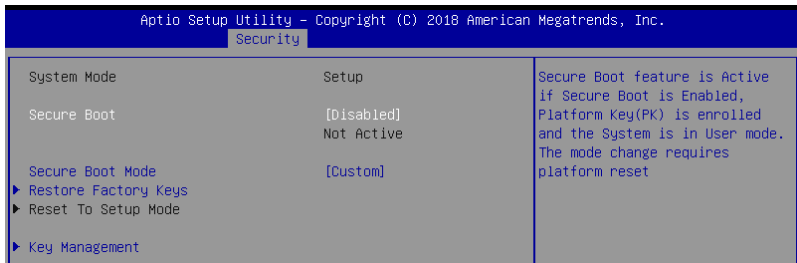 Aptio Setup Utility – Copyright (C) 2018 American Megatrends, Inc.
Security
System Mode Setup
Secure Boot [Disabled]
Not Active
Secure Boot Mode [Custom]
Restore Factory Keys
Reset To Setup Mode
Key Management
Secure Boot feature is Active
if Secure Boot is Enabled,
Platform Key(PK) is enrolled
and the System is in User mode.
The mode change requires
platform reset